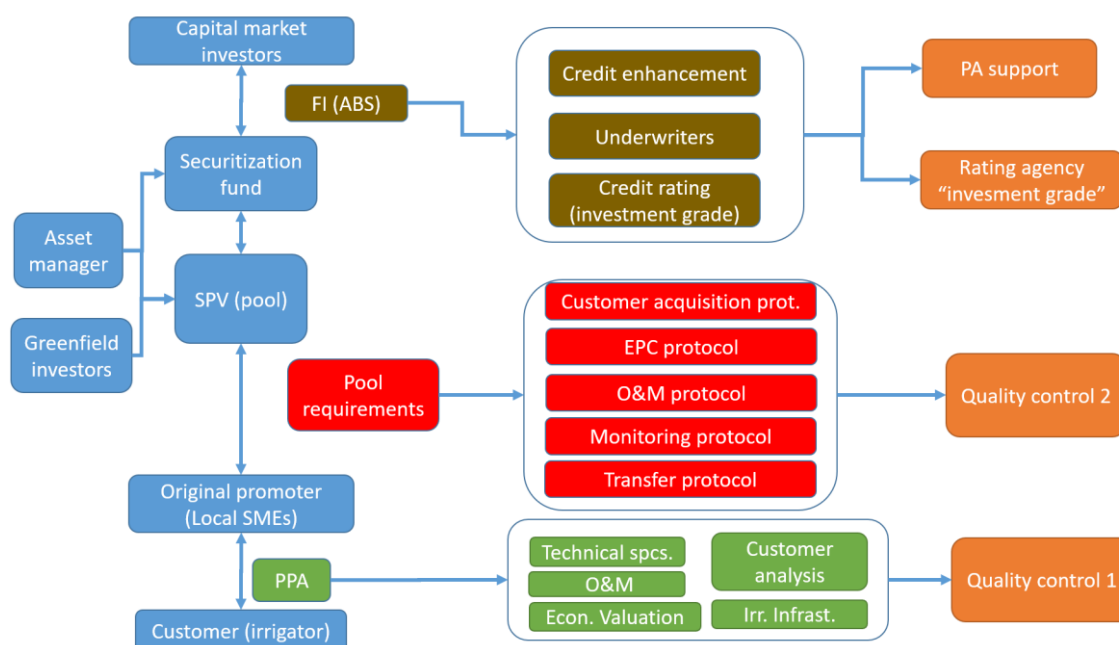 Capital market
investors
FI (ABS)
Securitization
fund
Asset
manager
SPV (pool)
Greenfield
investors
Original promoter
(Local SMEs)
PPA
Customer (irrigator)
Credit enhancement
Underwriters
Credit rating
(investment grade)
PA support
Rating agency
“invesment grade”
Pool
requirements
Customer acquisition prot.
EPC protocol
O&M protocol
Monitoring protocol
Transfer protocol
Quality control 2
Technical spcs.
O&M
Econ. Valuation
Customer
analysis
Irr. Infrast.
Quality control 1